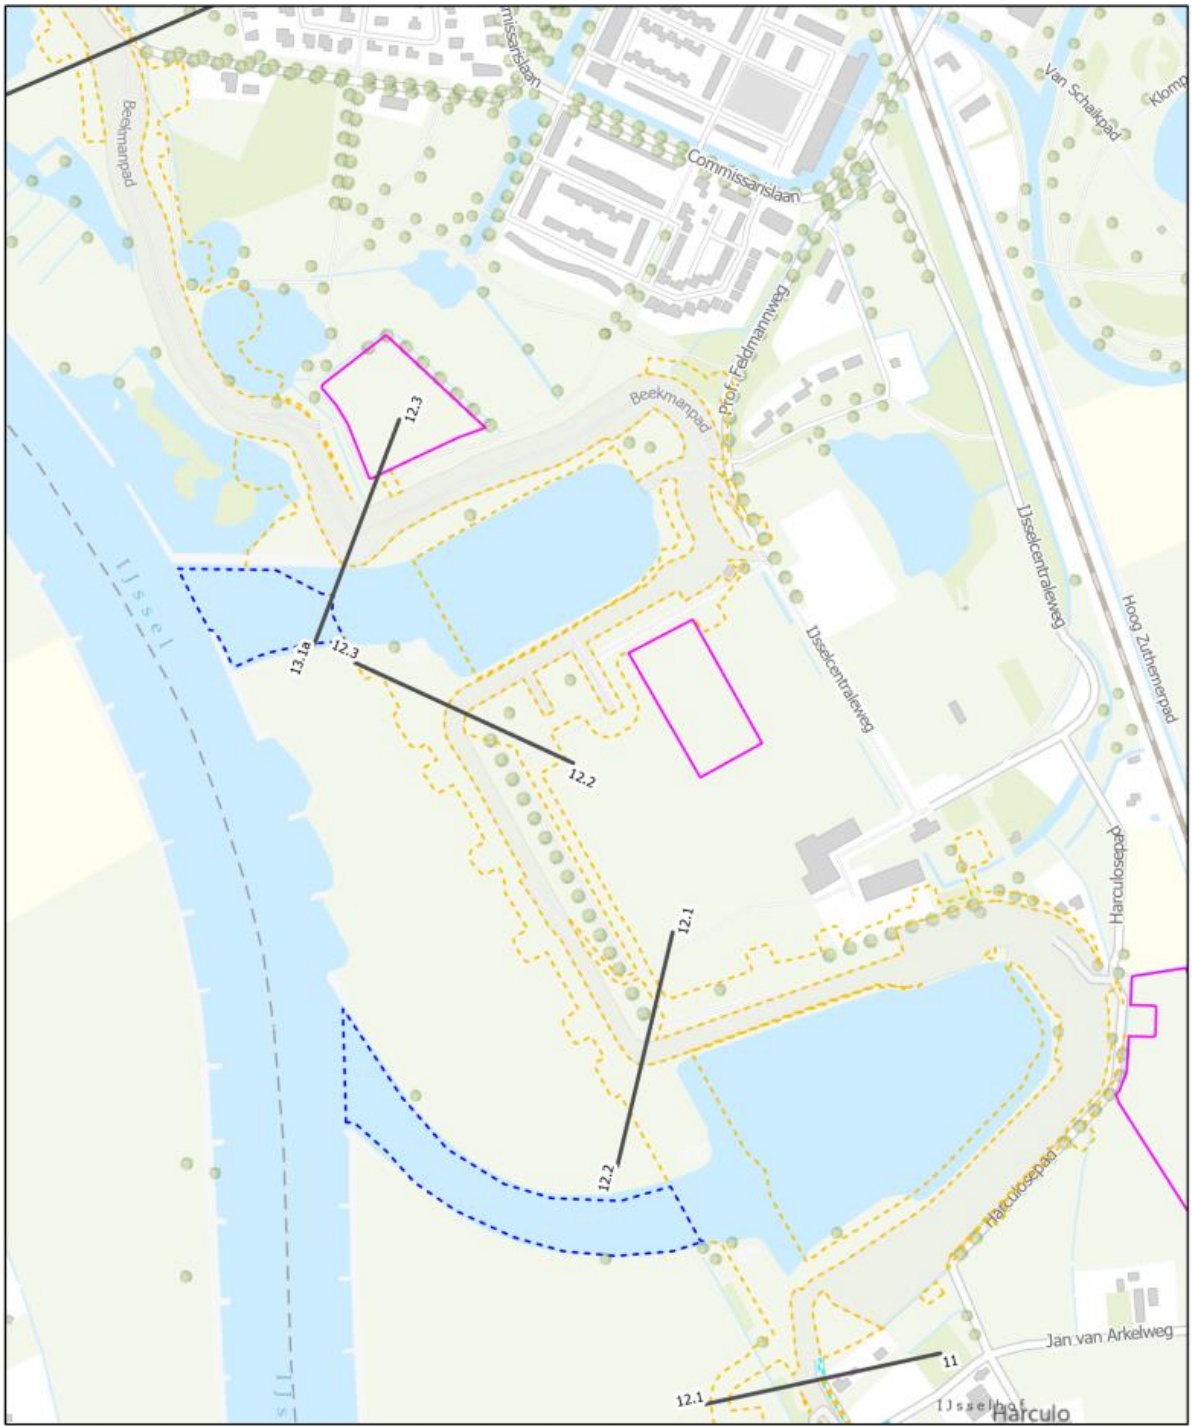 missarislaan
Van Schaikpad
Klomp
Beekmanpad
Commissarislaan
Prof. Feldmannweg
12.3
Beekmanpad
IJsselcentraleweg
IJssel
Hoog Zuthemerpad
IJsselcentraleweg
13.1a
12.3
12.2
Harculosepad
12.1
12.2
Harculosepad
Jan van Arkelweg
11
12.1
IJsselhof
Harculo
IJs